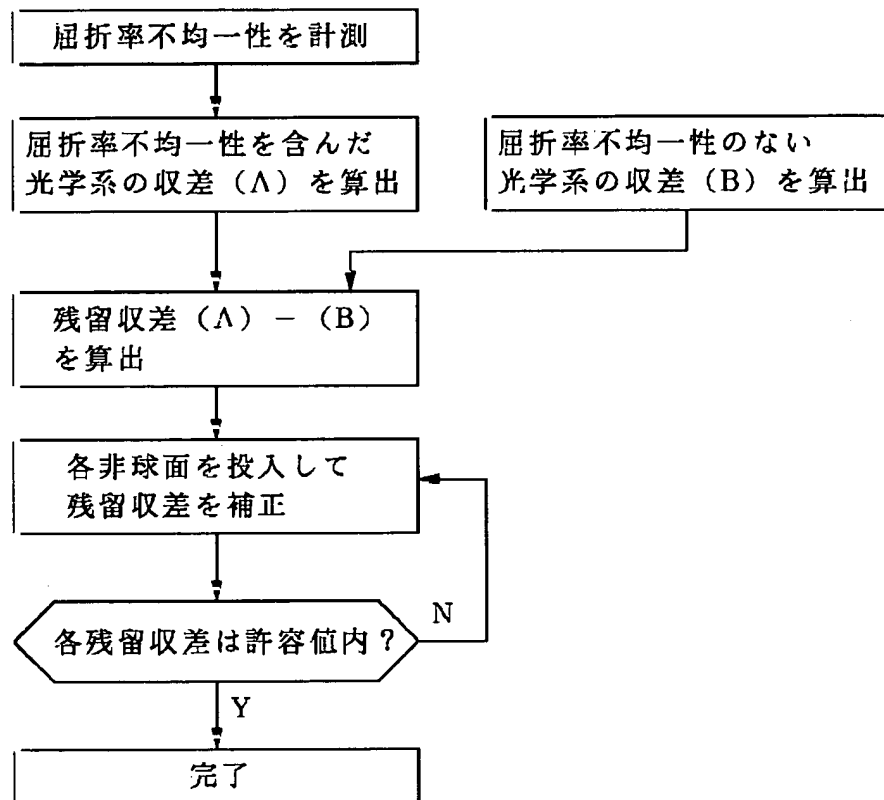 屈折率不均一性を計測
屈折率不均一性を含んだ
光学系の収差（A）を算出
屈折率不均一性のない
光学系の収差（B）を算出
残留収差（A）－（B）
を算出
各非球面を投入して
残留収差を補正
各残留収差は許容値内？
N
Y
完了